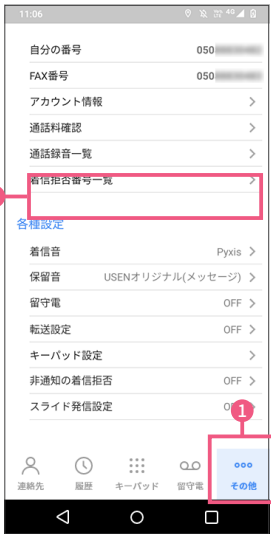 11:06 4G
自分の番号 050
FAX番号 050
アカウント情報
通話料確認
通話録音一覧
着信拒否番号一覧
各種設定
着信音 Pyxis
保留音 USENオリジナル(メッセージ)
留守電 OFF
転送設定 OFF
キーパッド設定
非通知の着信拒否 OFF
スライド発信設定
1
連絡先 履歴 キーパッド 留守電 その他